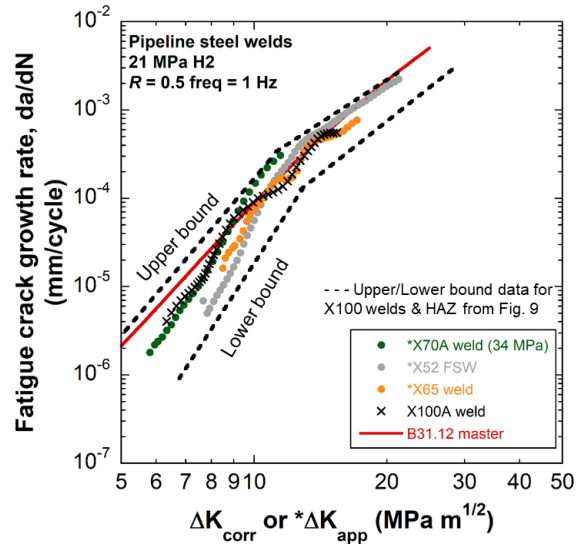 Pipeline steel welds
21 MPa H2
R = 0.5 freq = 1 Hz
Fatigue crack growth rate, da/dN
(mm/cycle)
10^-2
10^-3
10^-4
10^-5
10^-6
10^-7
Upper bound
Lower bound
--- Upper/Lower bound data for
X100 welds & HAZ from Fig. 9
*X70A weld (34 MPa)
*X52 FSW
*X65 weld
X100A weld
B31.12 master
5 6 7 8 9 10 20 30 40 50
ΔK_corr or *ΔK_app (MPa m^1/2)